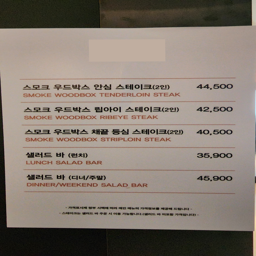 스모크 우드박스 안심 스테이크(2인) 44,500
SMOKE WOODBOX TENDERLOIN STEAK
스모크 우드박스 립아이 스테이크(2인) 42,500
SMOKE WOODBOX RIBEYE STEAK
스모크 우드박스 채끝 등심 스테이크(2인) 40,500
SMOKE WOODBOX STRIPLOIN STEAK
샐러드 바 (런치) 35,900
LUNCH SALAD BAR
샐러드 바 (디너/주말) 45,900
DINNER/WEEKEND SALAD BAR